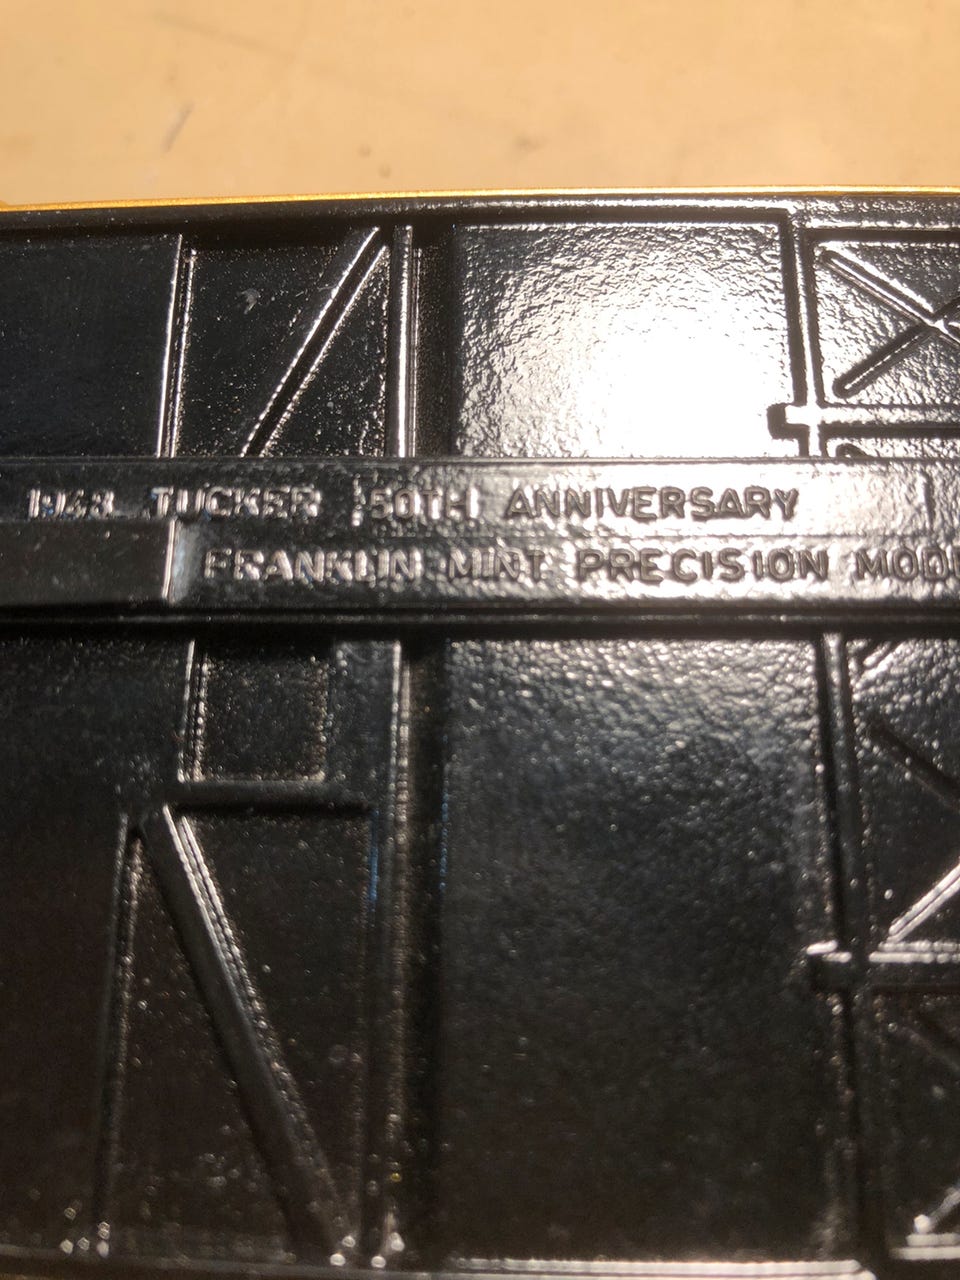 1948 TUCKER 50TH ANNIVERSARY
FRANKLIN MINT PRECISION